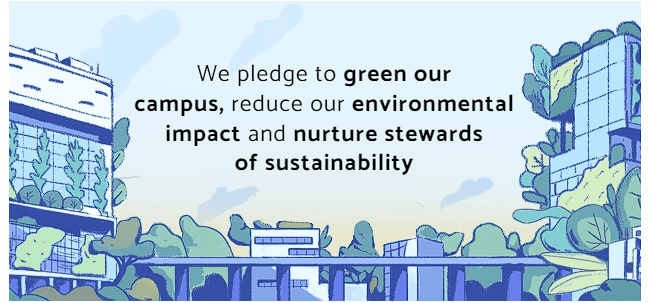 We pledge to green our
campus, reduce our environmental
impact and nurture stewards
of sustainability